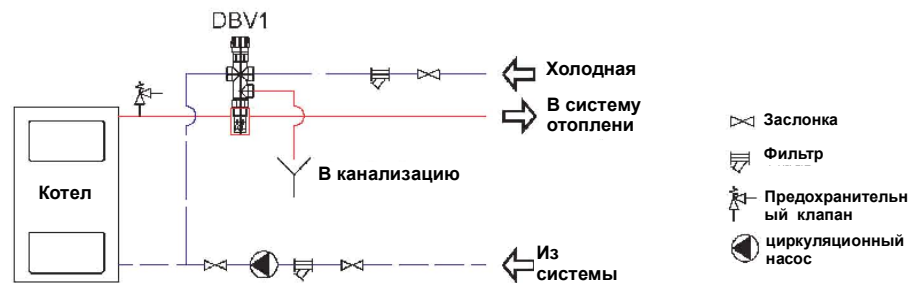 DBV1
Холодная
В систему
отоплени
В канализацию
Котел
Из
системы
Заслонка
Фильтр
Предохранительн
ый клапан
циркуляционный
насос